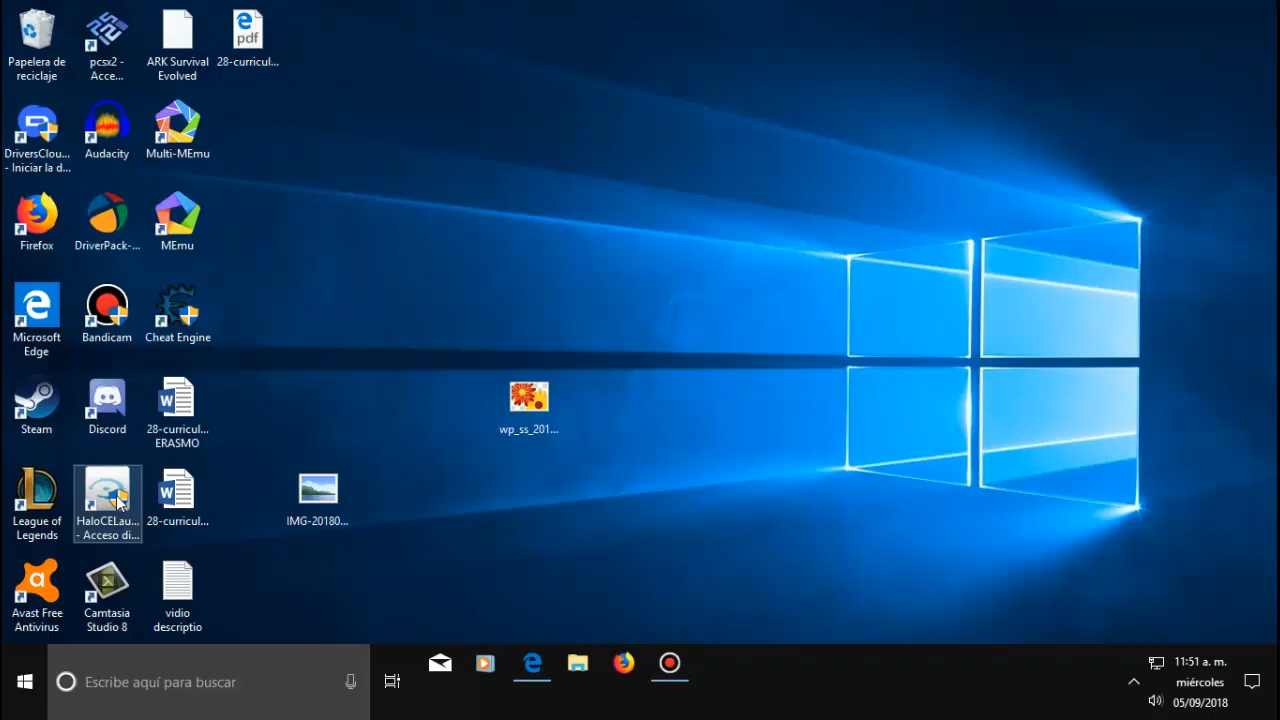 Papelera de
reciclaje
pcsx2 -
Acce...
ARK Survival
Evolved
pdf
28-curricul...
DriversClou...
- Iniciar la d...
Audacity
Multi-MEmu
Firefox
DriverPack-...
MEmu
Microsoft
Edge
Bandicam
Cheat Engine
Steam
Discord
28-curricul...
ERASMO
wp_ss_201...
League of
Legends
HaloCELau...
- Acceso di...
28-curricul...
IMG-20180...
Avast Free
Antivirus
Camtasia
Studio 8
vidio
descriptio
Escribe aquí para buscar
11:51 a. m.
miércoles
05/09/2018